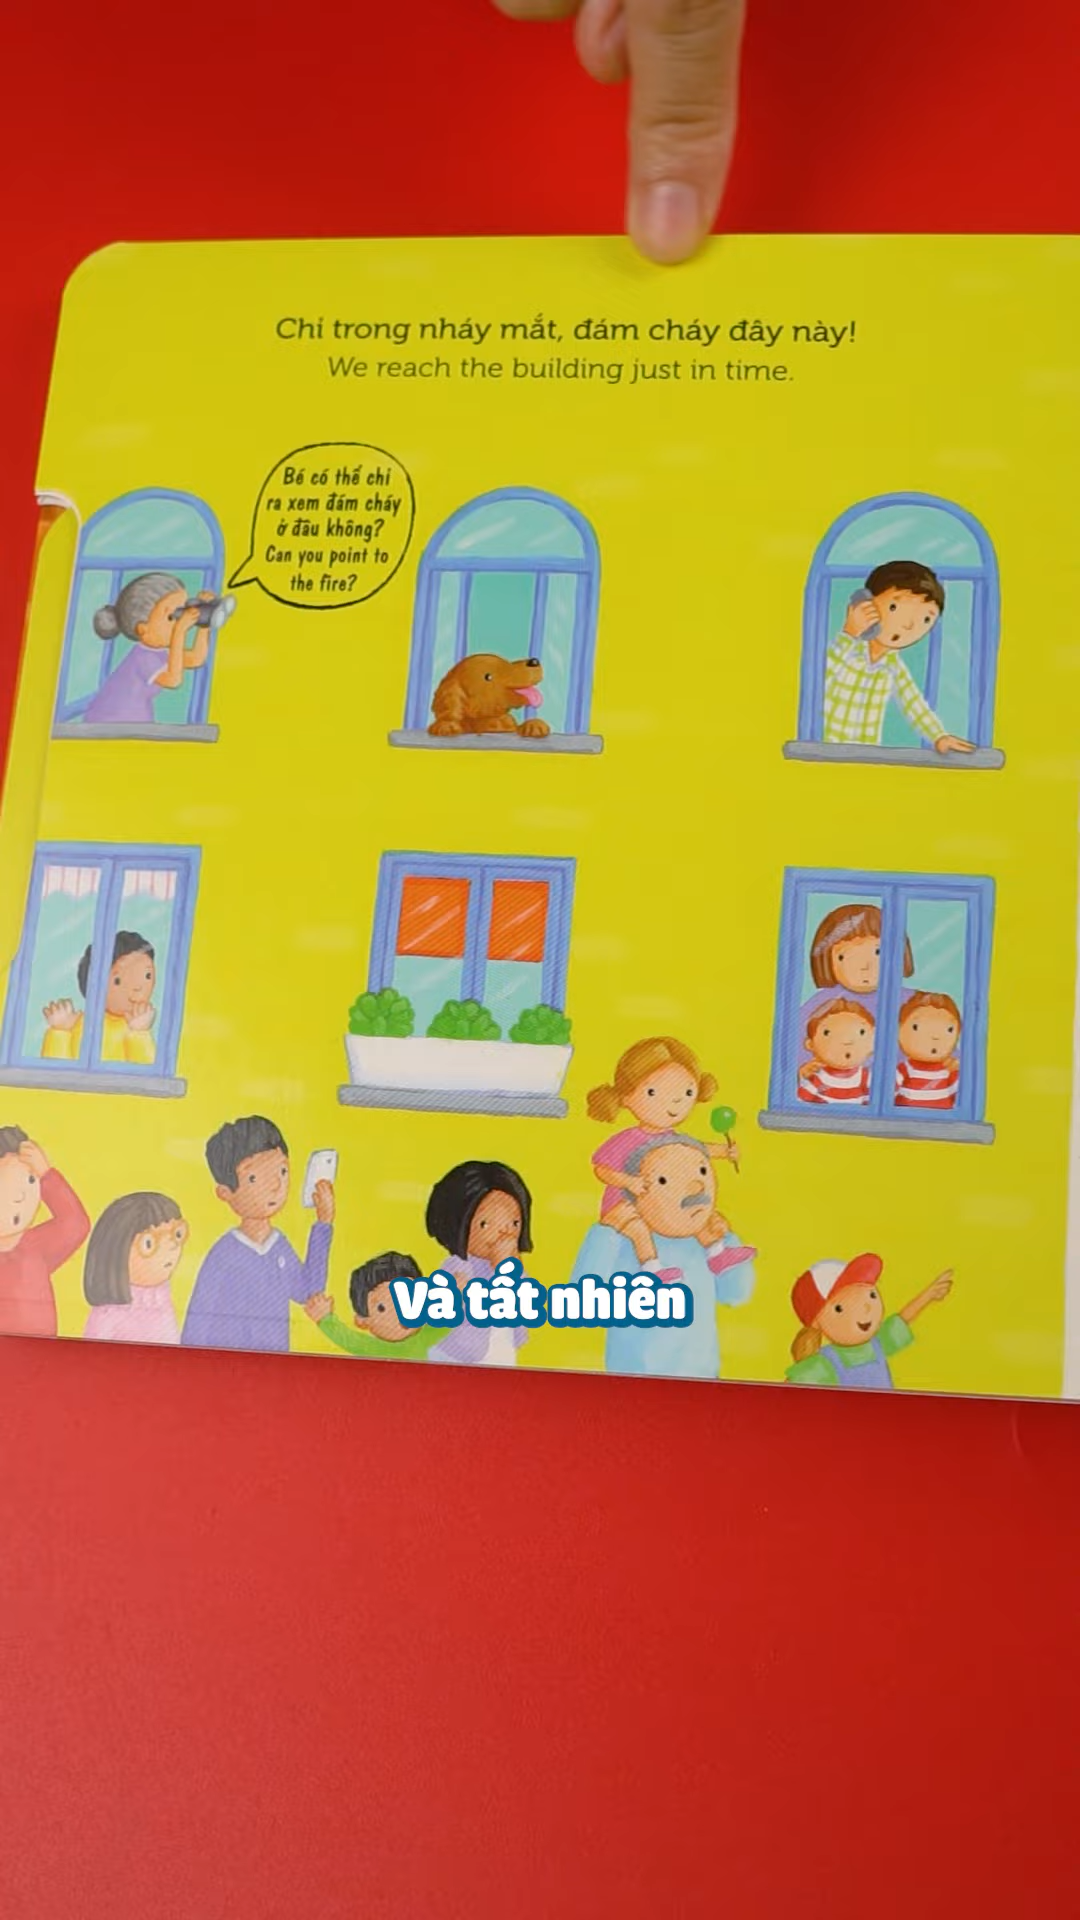 Chỉ trong nháy mắt, đám cháy đây này!
We reach the building just in time.
Bé có thể chỉ
ra xem đám cháy
ở đâu không?
Can you point to
the fire?
Và tất nhiên